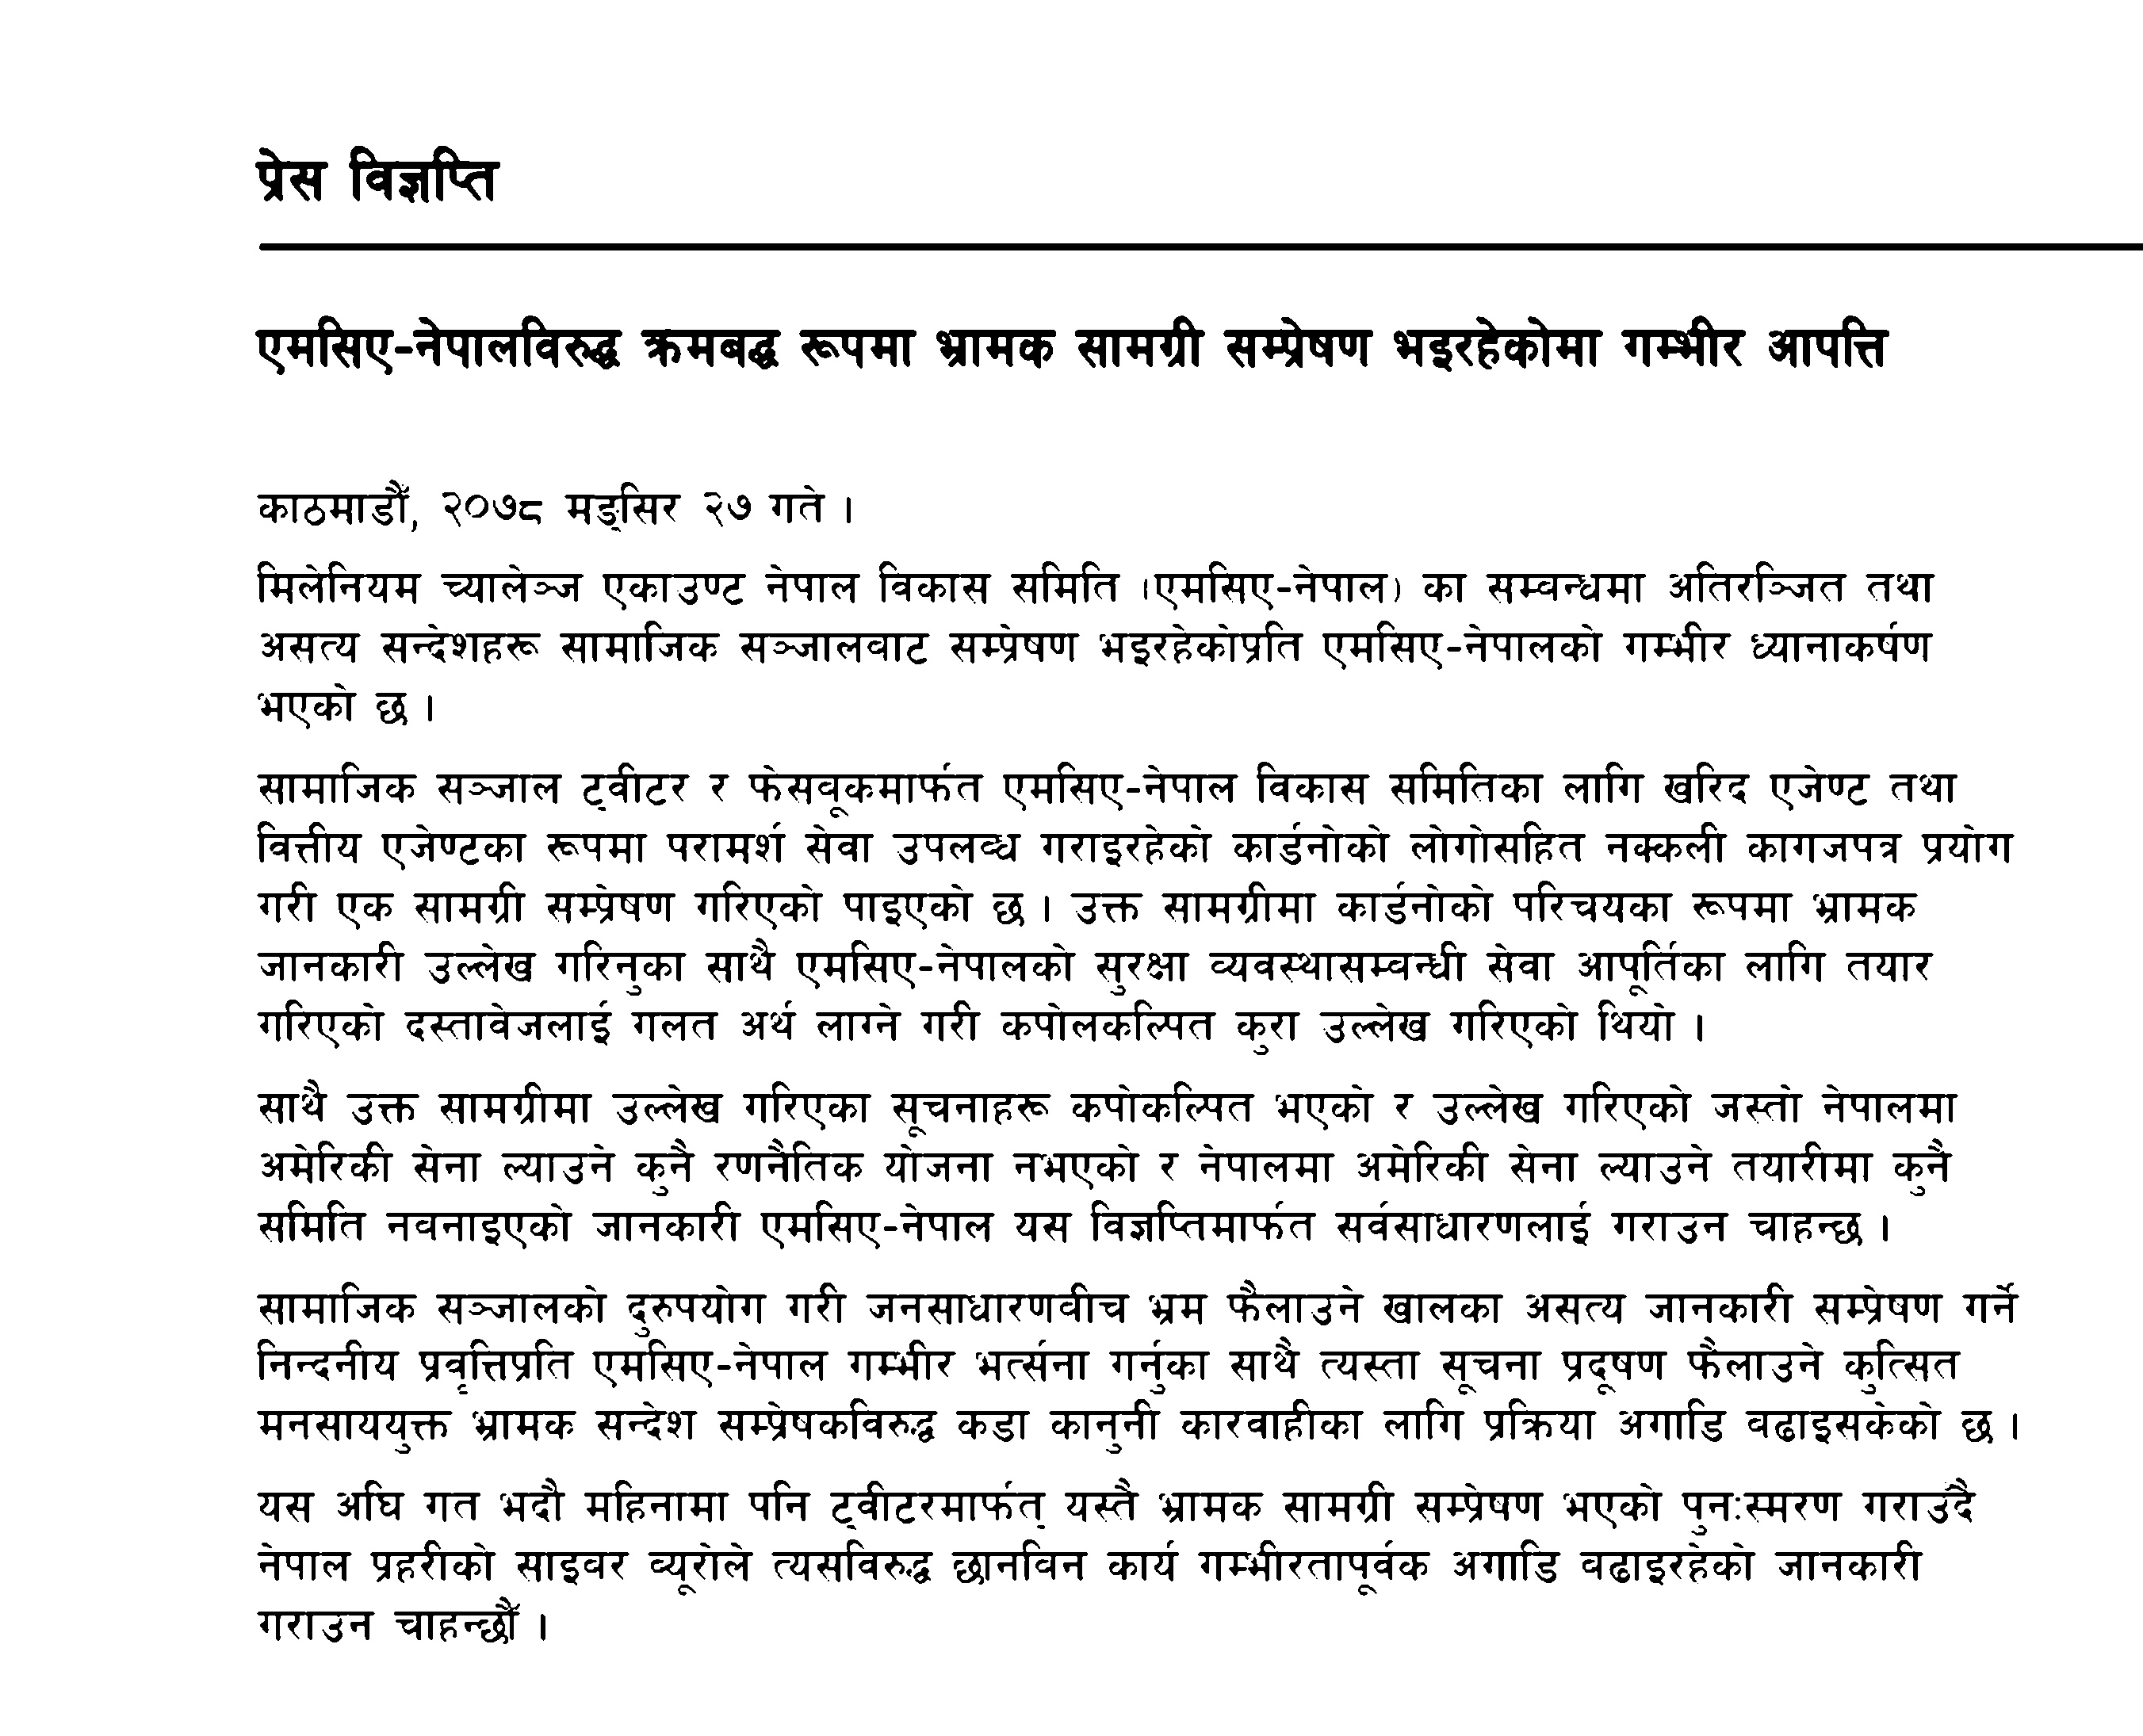 प्रेस विज्ञप्ति
एमसिए-नेपालविरुद्ध क्रमबद्ध रूपमा भ्रामक सामग्री सम्प्रेषण भइरहेकोमा गम्भीर आपत्ति
काठमाडौँ, २०७८ मङ्सिर २७ गते ।
मिलेनियम च्यालेञ्ज एकाउण्ट नेपाल विकास समिति (एमसिए-नेपाल) का सम्वन्धमा अतिरञ्जित तथा
असत्य सन्देशहरू सामाजिक सञ्जालवाट सम्प्रेषण भइरहेकोप्रति एमसिए-नेपालको गम्भीर ध्यानाकर्षण
भएको छ ।
सामाजिक सञ्जाल ट्वीटर र फेसवूकमार्फत एमसिए-नेपाल विकास समितिका लागि खरिद एजेण्ट तथा
वित्तीय एजेण्टका रूपमा परामर्श सेवा उपलव्ध गराइरहेको कार्डनोको लोगोसहित नक्कली कागजपत्र प्रयोग
गरी एक सामग्री सम्प्रेषण गरिएको पाइएको छ । उक्त सामग्रीमा कार्डनोको परिचयका रूपमा भ्रामक
जानकारी उल्लेख गरिनुका साथै एमसिए-नेपालको सुरक्षा व्यवस्थासम्वन्धी सेवा आपूर्तिका लागि तयार
गरिएको दस्तावेजलाई गलत अर्थ लाग्ने गरी कपोलकल्पित कुरा उल्लेख गरिएको थियो ।
साथै उक्त सामग्रीमा उल्लेख गरिएका सूचनाहरू कपोकल्पित भएको र उल्लेख गरिएको जस्तो नेपालमा
अमेरिकी सेना ल्याउने कुनै रणनैतिक योजना नभएको र नेपालमा अमेरिकी सेना ल्याउने तयारीमा कुनै
समिति नवनाइएको जानकारी एमसिए-नेपाल यस विज्ञप्तिमार्फत सर्वसाधारणलाई गराउन चाहन्छ ।
सामाजिक सञ्जालको दुरुपयोग गरी जनसाधारणवीच भ्रम फैलाउने खालका असत्य जानकारी सम्प्रेषण गर्ने
निन्दनीय प्रवृत्तिप्रति एमसिए-नेपाल गम्भीर भर्त्सना गर्नुका साथै त्यस्ता सूचना प्रदूषण फैलाउने कुत्सित
मनसाययुक्त भ्रामक सन्देश सम्प्रेषकविरुद्ध कडा कानुनी कारवाहीका लागि प्रक्रिया अगाडि वढाइसकेको छ ।
यस अघि गत भदौ महिनामा पनि ट्वीटरमार्फत् यस्तै भ्रामक सामग्री सम्प्रेषण भएको पुनःस्मरण गराउँदै
नेपाल प्रहरीको साइवर व्यूरोले त्यसविरुद्ध छानविन कार्य गम्भीरतापूर्वक अगाडि वढाइरहेको जानकारी
गराउन चाहन्छौँ ।